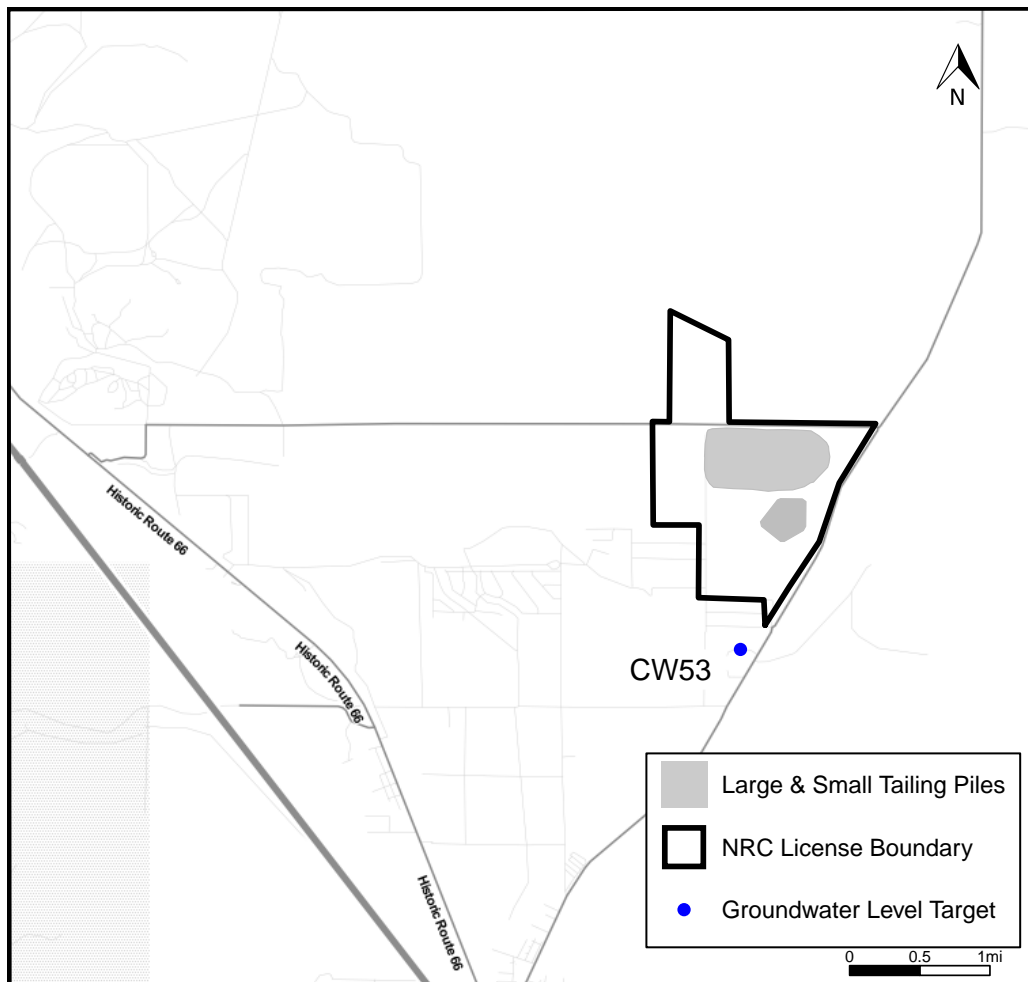 N
Historic Route 66
Historic Route 66
CW53
Historic Route 66
Large & Small Tailing Piles
NRC License Boundary
Groundwater Level Target
0 0.5 1mi